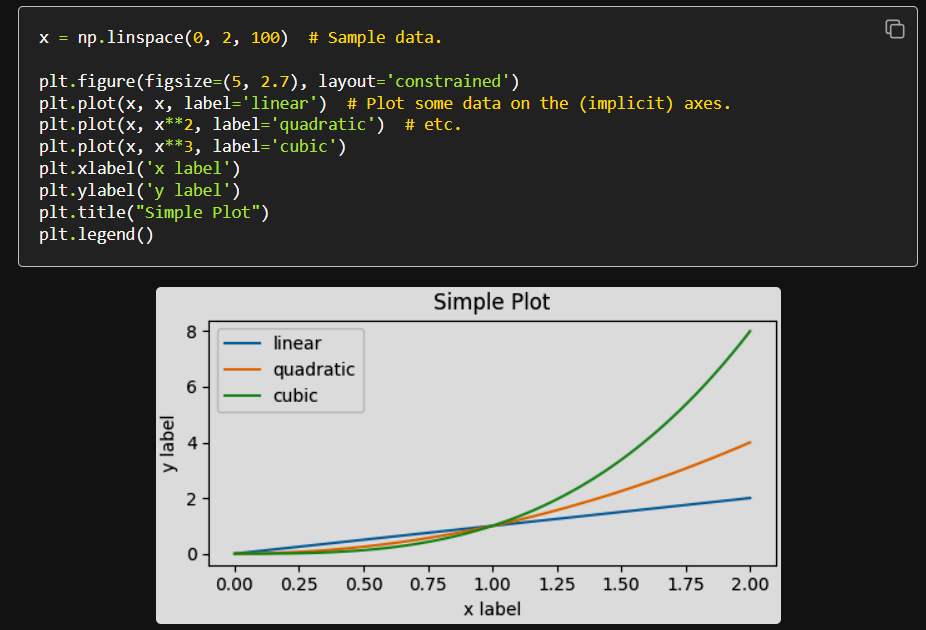 x = np.linspace(0, 2, 100)  # Sample data.
plt.figure(figsize=(5, 2.7), layout='constrained')
plt.plot(x, x, label='linear')  # Plot some data on the (implicit) axes.
plt.plot(x, x**2, label='quadratic')  # etc.
plt.plot(x, x**3, label='cubic')
plt.xlabel('x label')
plt.ylabel('y label')
plt.title("Simple Plot")
plt.legend()
Simple Plot
linear
quadratic
cubic
y label
8
6
4
2
0
0.00 0.25 0.50 0.75 1.00 1.25 1.50 1.75 2.00
x label